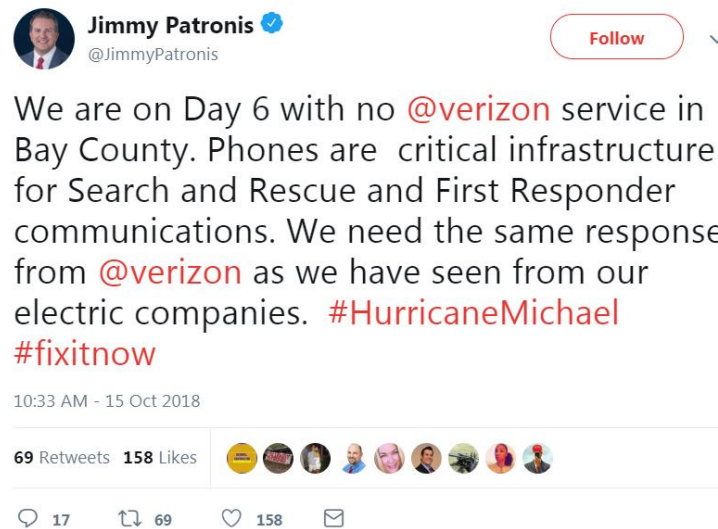 Jimmy Patronis
@JimmyPatronis
Follow
We are on Day 6 with no @verizon service in
Bay County. Phones are critical infrastructure
for Search and Rescue and First Responder
communications. We need the same response
from @verizon as we have seen from our
electric companies. #HurricaneMichael
#fixitnow
10:33 AM - 15 Oct 2018
69 Retweets 158 Likes
17 69 158